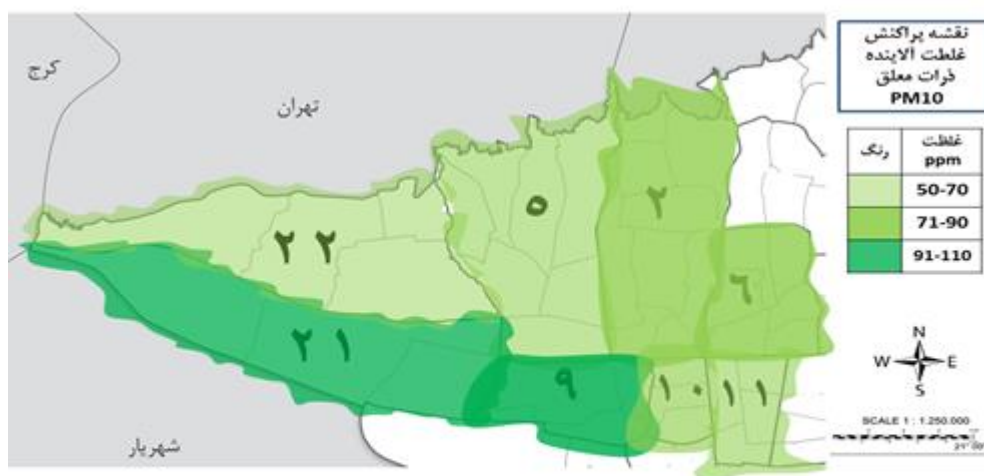 نقشه پراکنش
غلظت آلاینده
ذرات معلق
PM10
رنگ
غلظت
ppm
50-70
71-90
91-110
کرج
تهران
۵
۲
۲۲
۶
۲۱
۹
۱۰
۱۱
شهریار
N
W E
S
SCALE 1 : 1.250.000